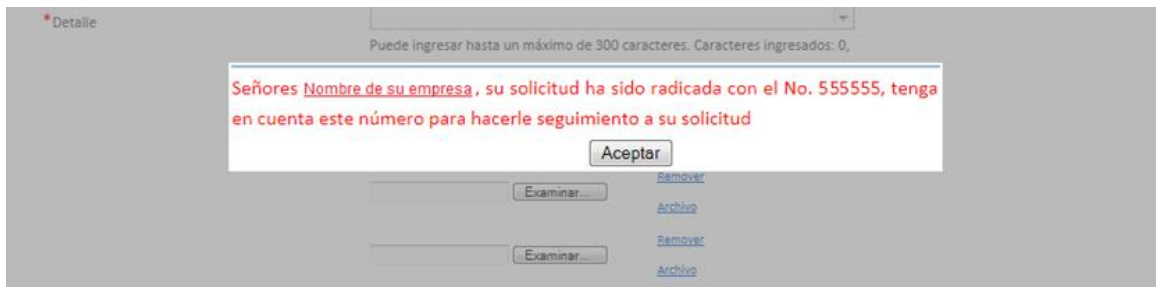 *Detalle
Puede ingresar hasta un máximo de 300 caracteres. Caracteres ingresados: 0,
Señores Nombre de su empresa , su solicitud ha sido radicada con el No. 555555, tenga
en cuenta este número para hacerle seguimiento a su solicitud
Aceptar
Remover
Examinar...
Archivo
Remover
Examinar...
Archivo